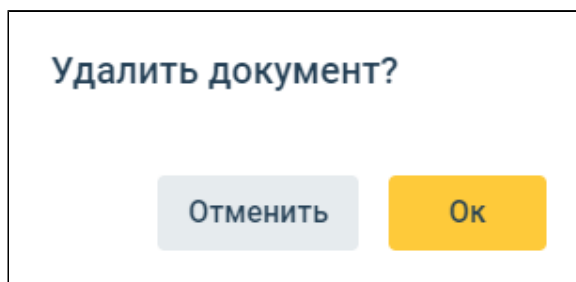 Удалить документ?
Отменить Ок